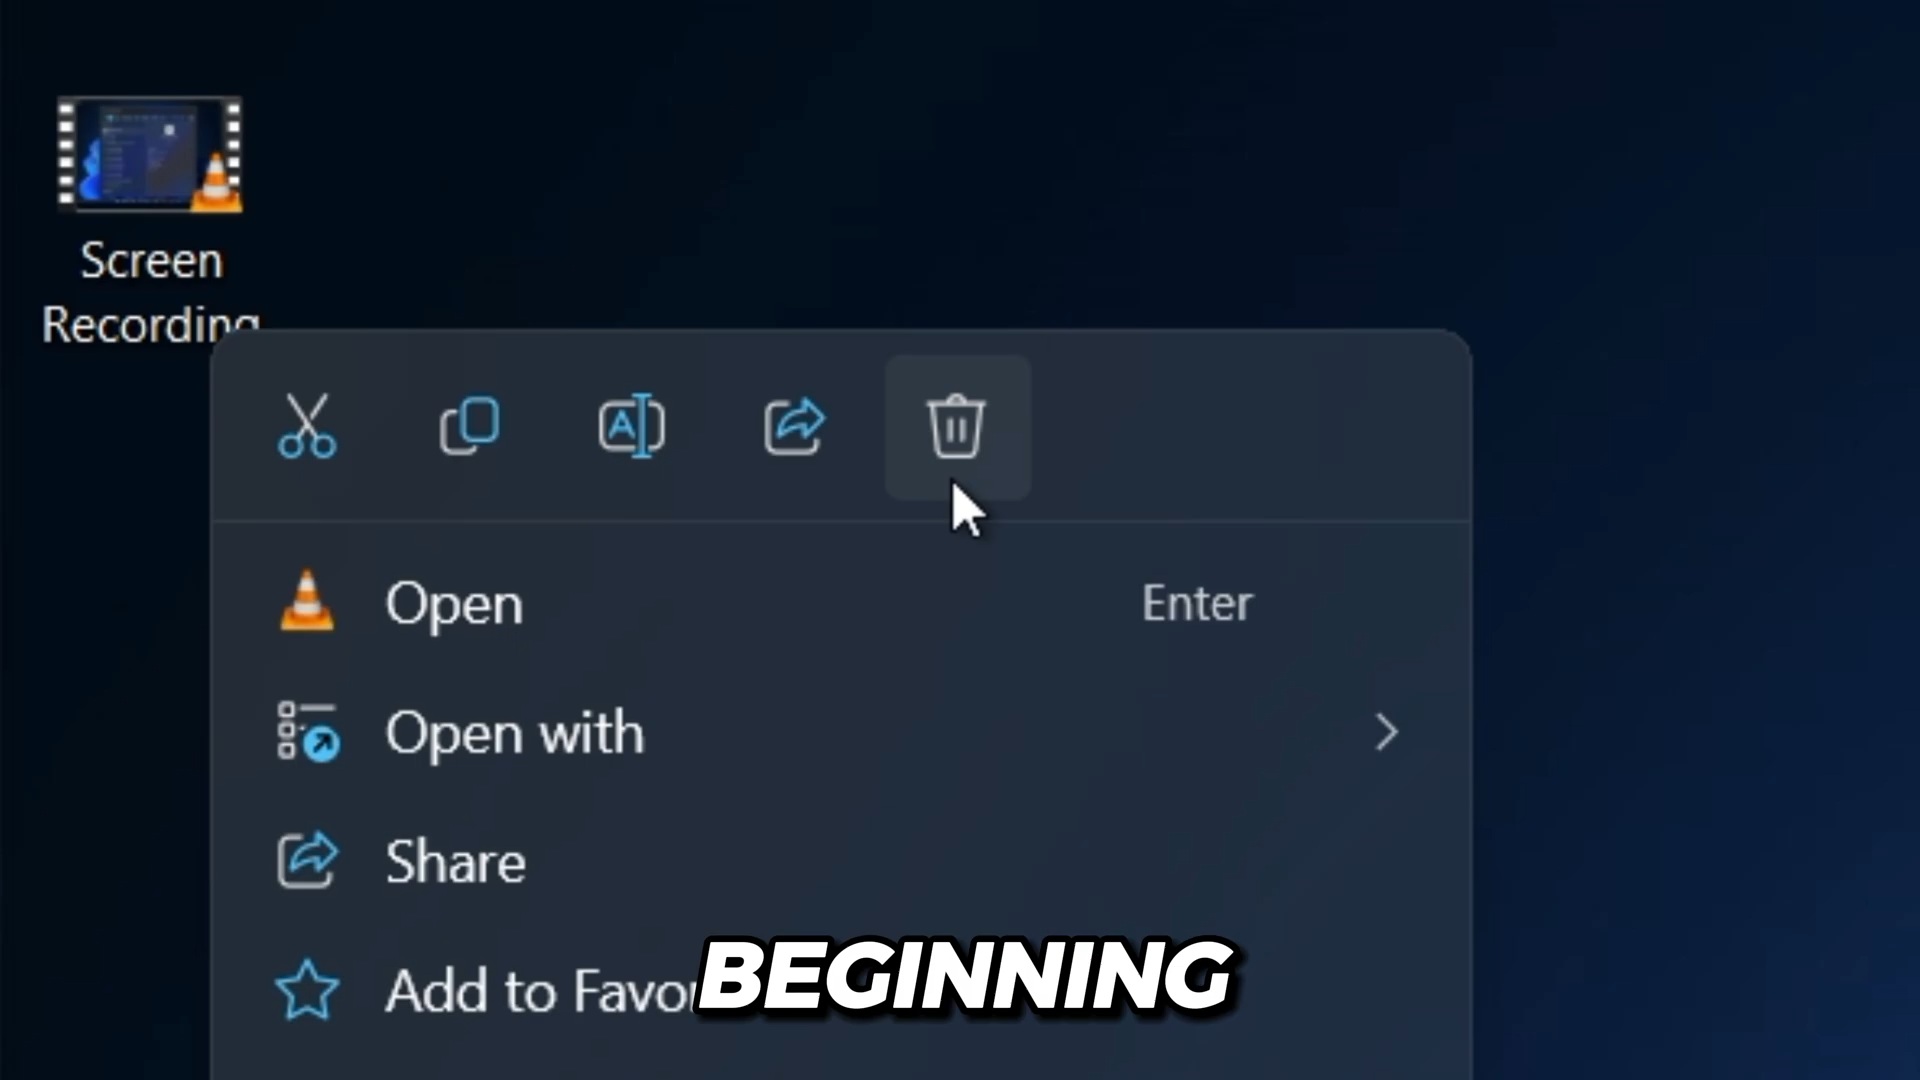 Screen
Recording
Open Enter
Open with
Share
Add to Favor
BEGINNING